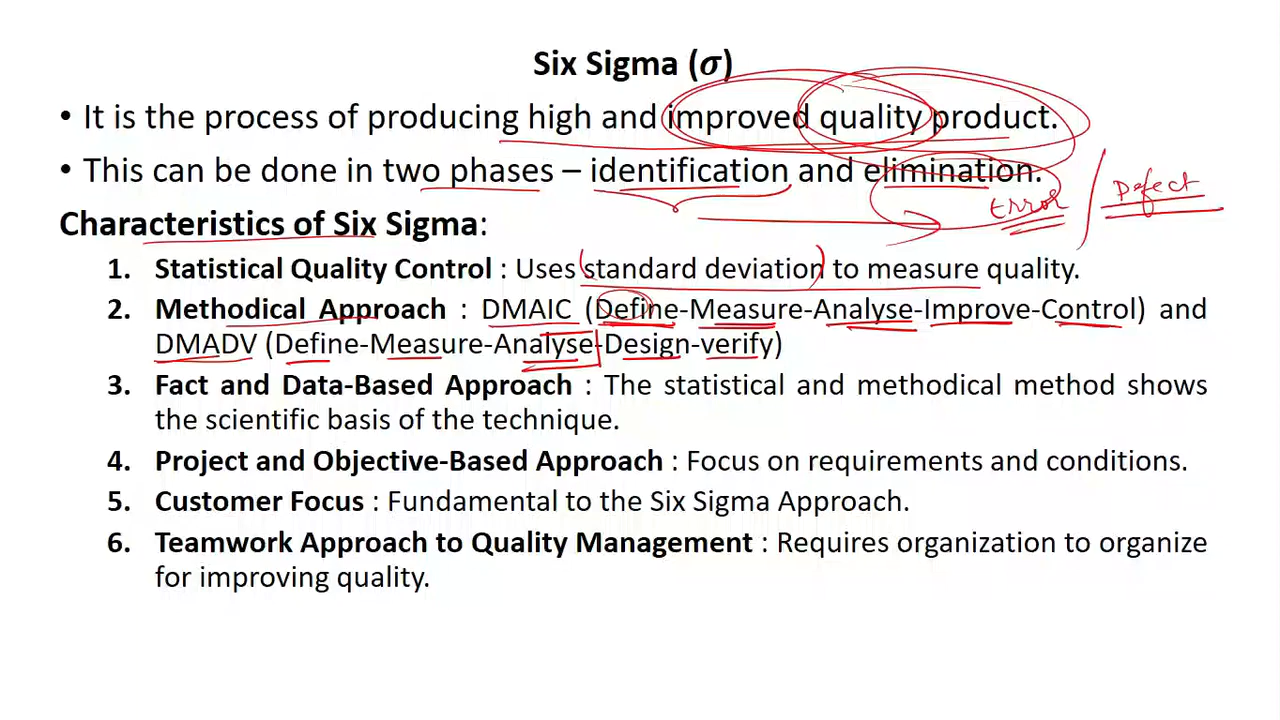 Six Sigma (σ)
• It is the process of producing high and improved quality product.
• This can be done in two phases – identification and elimination.
Error / Defect
Characteristics of Six Sigma:
1. Statistical Quality Control : Uses standard deviation to measure quality.
2. Methodical Approach : DMAIC (Define-Measure-Analyse-Improve-Control) and
DMADV (Define-Measure-Analyse-Design-verify)
3. Fact and Data-Based Approach : The statistical and methodical method shows
the scientific basis of the technique.
4. Project and Objective-Based Approach : Focus on requirements and conditions.
5. Customer Focus : Fundamental to the Six Sigma Approach.
6. Teamwork Approach to Quality Management : Requires organization to organize
for improving quality.